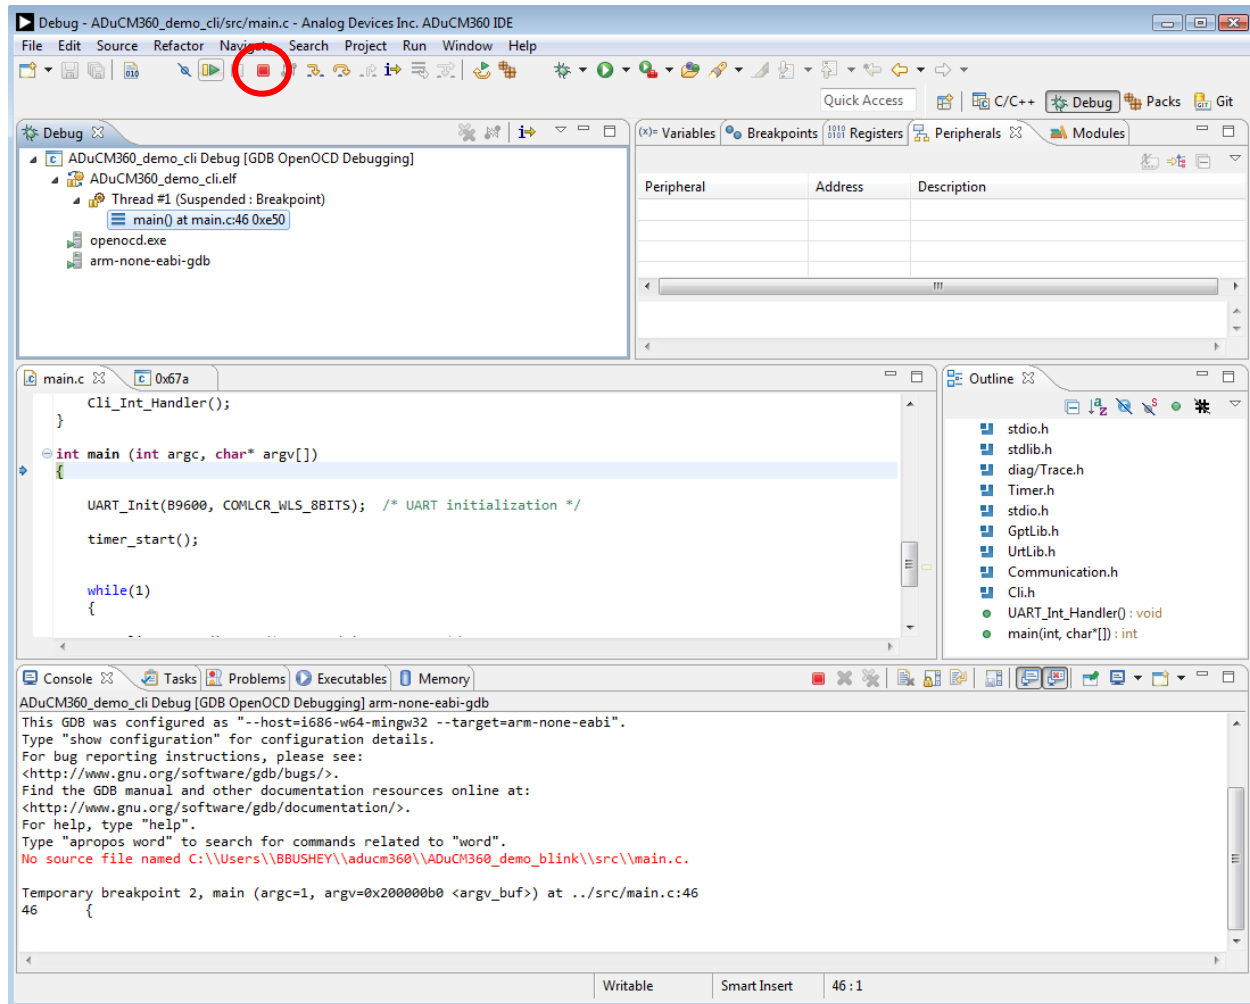 Debug - ADuCM360_demo_cli/src/main.c - Analog Devices Inc. ADuCM360 IDE
File Edit Source Refactor Navigate Search Project Run Window Help
010
Quick Access C/C++ Debug Packs GIT Git
Debug
(x)= Variables Breakpoints 1010 0101 Registers Peripherals Modules
ADuCM360_demo_cli Debug [GDB OpenOCD Debugging]
ADuCM360_demo_cli.elf
Thread #1 (Suspended : Breakpoint)
main() at main.c:46 0xe50
openocd.exe
arm-none-eabi-gdb
Peripheral Address Description
main.c 0x67a
Cli_Int_Handler();
}
int main (int argc, char* argv[])
{
UART_Init(B9600, COMLCR_WLS_8BITS); /* UART initialization */
timer_start();
while(1)
{
Outline
stdio.h
stdlib.h
diag/Trace.h
Timer.h
stdio.h
GptLib.h
UrtLib.h
Communication.h
Cli.h
UART_Int_Handler() : void
main(int, char*[]) : int
Console Tasks Problems Executables Memory
ADuCM360_demo_cli Debug [GDB OpenOCD Debugging] arm-none-eabi-gdb
This GDB was configured as "--host=i686-w64-mingw32 --target=arm-none-eabi".
Type "show configuration" for configuration details.
For bug reporting instructions, please see:
<http://www.gnu.org/software/gdb/bugs/>.
Find the GDB manual and other documentation resources online at:
<http://www.gnu.org/software/gdb/documentation/>.
For help, type "help".
Type "apropos word" to search for commands related to "word".
No source file named C:\\Users\\BBUSHEY\\aducm360\\ADuCM360_demo_blink\\src\\main.c.
Temporary breakpoint 2, main (argc=1, argv=0x200000b0 <argv_buf>) at ../src/main.c:46
46 {
Writable Smart Insert 46 : 1